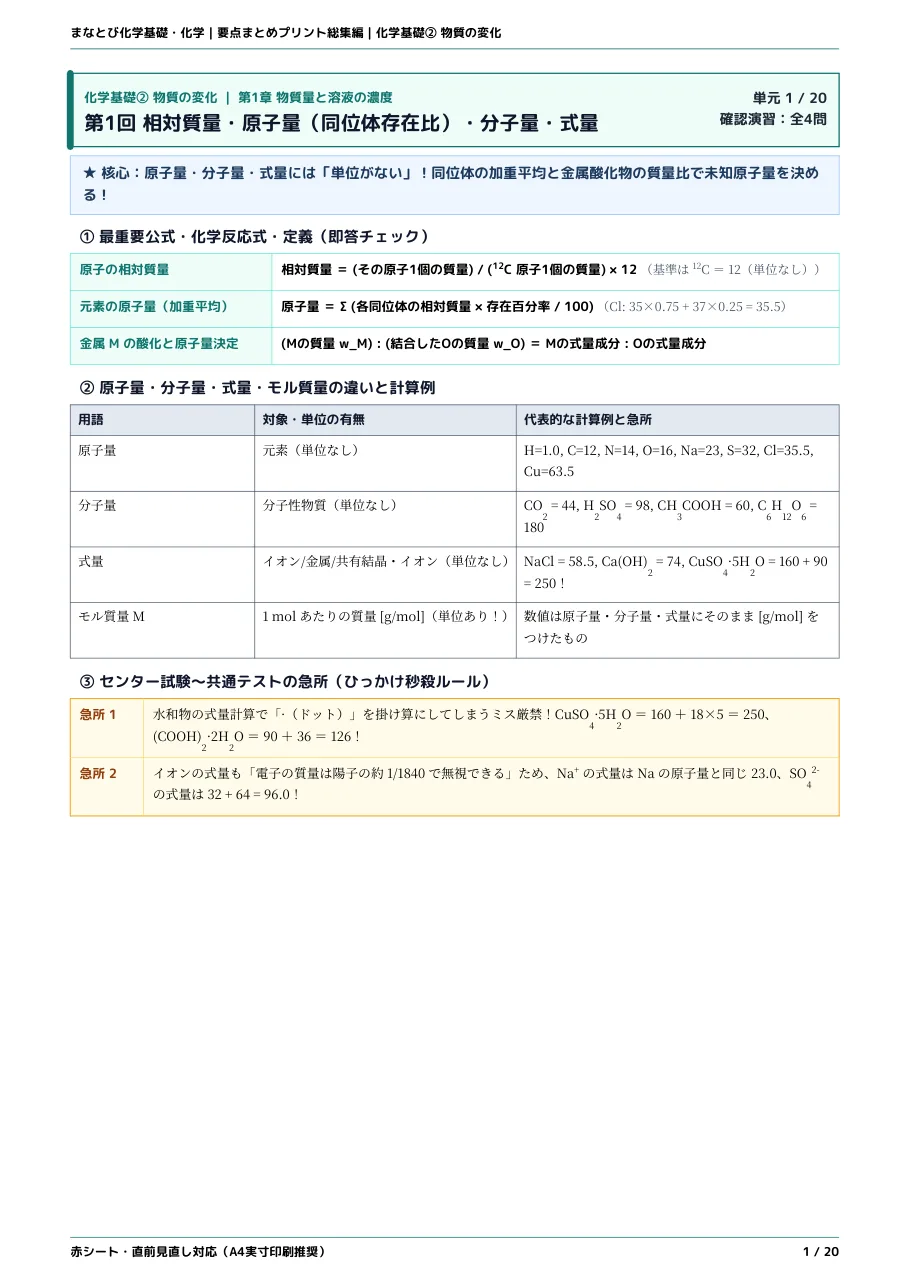 まなとび化学基礎・化学 | 要点まとめプリント総集編 | 化学基礎② 物質の変化
化学基礎② 物質の変化 | 第1章 物質量と溶液の濃度
単元 1 / 20
第1回 相対質量・原子量（同位体存在比）・分子量・式量
確認演習：全4問
★ 核心：原子量・分子量・式量には「単位がない」！同位体の加重平均と金属酸化物の質量比で未知原子量を決め
る！
① 最重要公式・化学反応式・定義（即答チェック）
原子の相対質量
相対質量 ＝ (その原子1個の質量) / (¹²C 原子1個の質量) × 12 （基準は ¹²C ＝ 12（単位なし））
元素の原子量（加重平均）
原子量 ＝ Σ (各同位体の相対質量 × 存在百分率 / 100) （Cl: 35×0.75 + 37×0.25 = 35.5）
金属 M の酸化と原子量決定
(Mの質量 w_M) : (結合したOの質量 w_O) ＝ Mの式量成分 : Oの式量成分
② 原子量・分子量・式量・モル質量の違いと計算例
用語 対象・単位の有無 代表的な計算例と急所
原子量 元素（単位なし） H=1.0, C=12, N=14, O=16, Na=23, S=32, Cl=35.5,
Cu=63.5
分子量 分子性物質（単位なし） CO₂ = 44, H₂SO₄ = 98, CH₃COOH = 60, C₆H₁₂O₆ =
180
式量 イオン/金属/共有結晶・イオン（単位なし） NaCl = 58.5, Ca(OH)₂ = 74, CuSO₄·5H₂O = 160 + 90
= 250！
モル質量 M 1 mol あたりの質量 [g/mol]（単位あり！） 数値は原子量・分子量・式量にそのまま [g/mol] を
つけたもの
③ センター試験〜共通テストの急所（ひっかけ秒殺ルール）
急所 1 水和物の式量計算で「·（ドット）」を掛け算にしてしまうミス厳禁！CuSO₄·5H₂O ＝ 160 ＋ 18×5 ＝ 250、
(COOH)₂·2H₂O ＝ 90 ＋ 36 ＝ 126！
急所 2 イオンの式量も「電子の質量は陽子の約 1/1840 で無視できる」ため、Na⁺ の式量は Na の原子量と同じ 23.0、SO₄²⁻
の式量は 32 + 64 = 96.0！
赤シート・直前見直し対応（A4実寸印刷推奨）
1 / 20